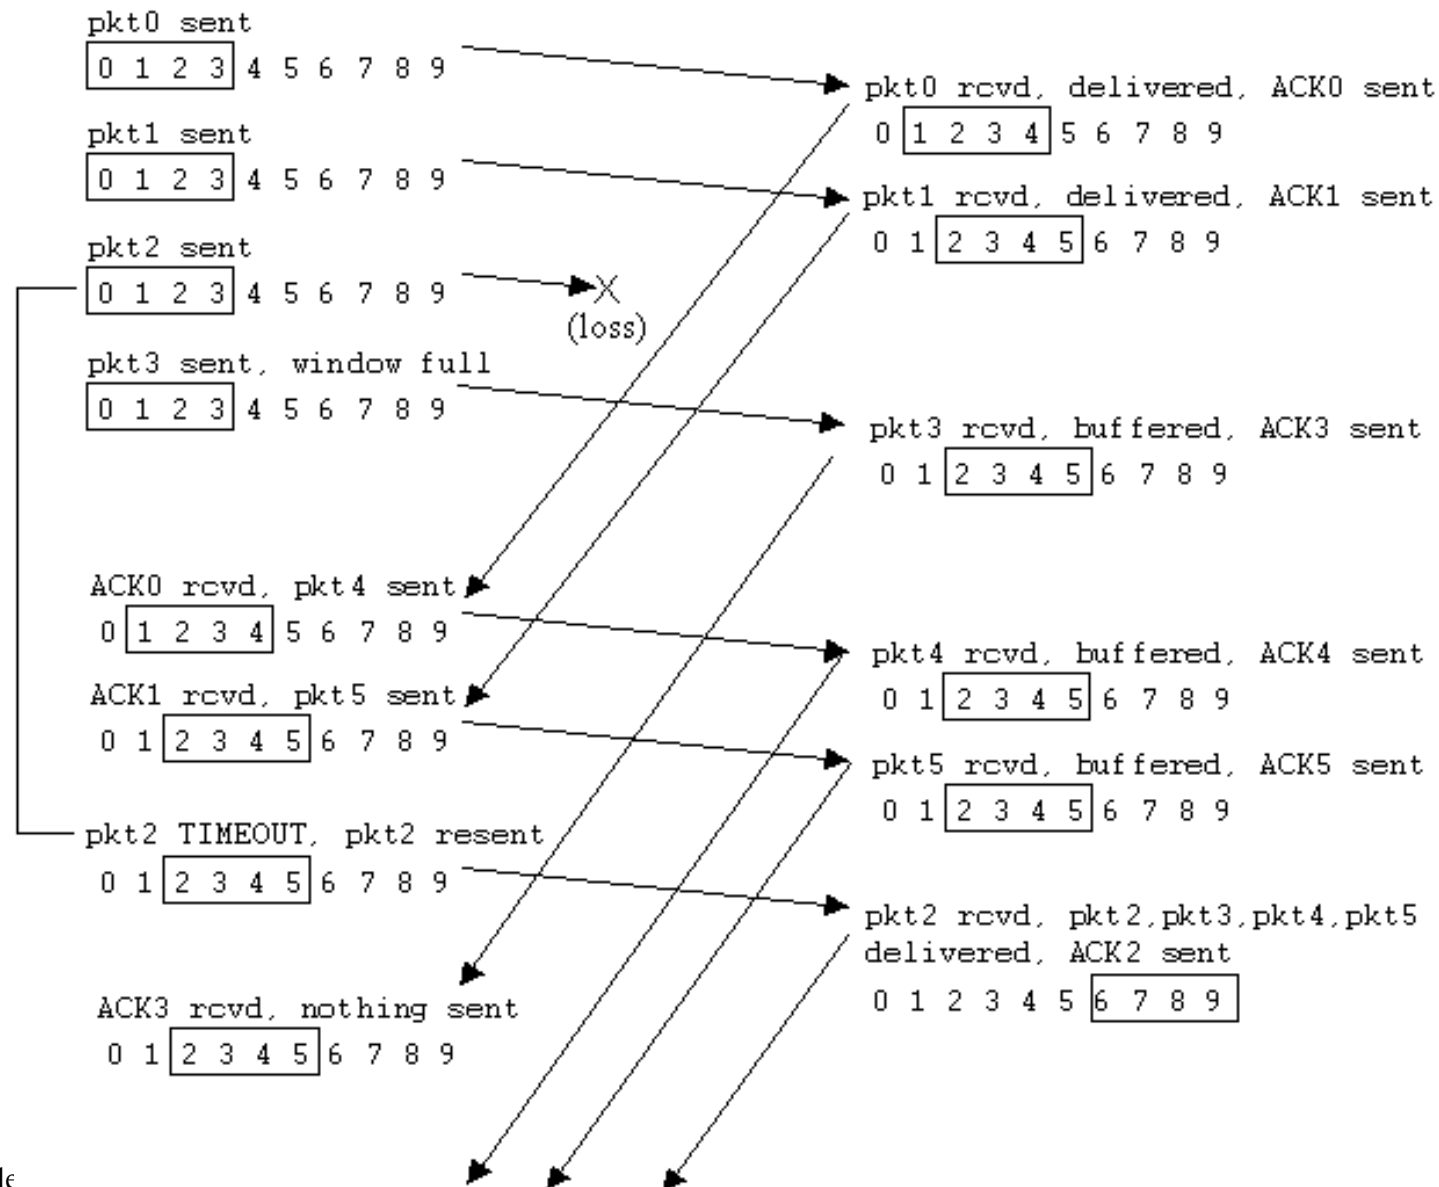 pkt0 sent
0 1 2 3 4 5 6 7 8 9
pkt1 sent
0 1 2 3 4 5 6 7 8 9
pkt2 sent
0 1 2 3 4 5 6 7 8 9
(loss)
pkt3 sent, window full
0 1 2 3 4 5 6 7 8 9
ACK0 rcvd, pkt4 sent
0 1 2 3 4 5 6 7 8 9
ACK1 rcvd, pkt5 sent
0 1 2 3 4 5 6 7 8 9
pkt2 TIMEOUT, pkt2 resent
0 1 2 3 4 5 6 7 8 9
ACK3 rcvd, nothing sent
0 1 2 3 4 5 6 7 8 9
pkt0 rcvd, delivered, ACK0 sent
0 1 2 3 4 5 6 7 8 9
pkt1 rcvd, delivered, ACK1 sent
0 1 2 3 4 5 6 7 8 9
pkt3 rcvd, buffered, ACK3 sent
0 1 2 3 4 5 6 7 8 9
pkt4 rcvd, buffered, ACK4 sent
0 1 2 3 4 5 6 7 8 9
pkt5 rcvd, buffered, ACK5 sent
0 1 2 3 4 5 6 7 8 9
pkt2 rcvd, pkt2,pkt3,pkt4,pkt5
delivered, ACK2 sent
0 1 2 3 4 5 6 7 8 9